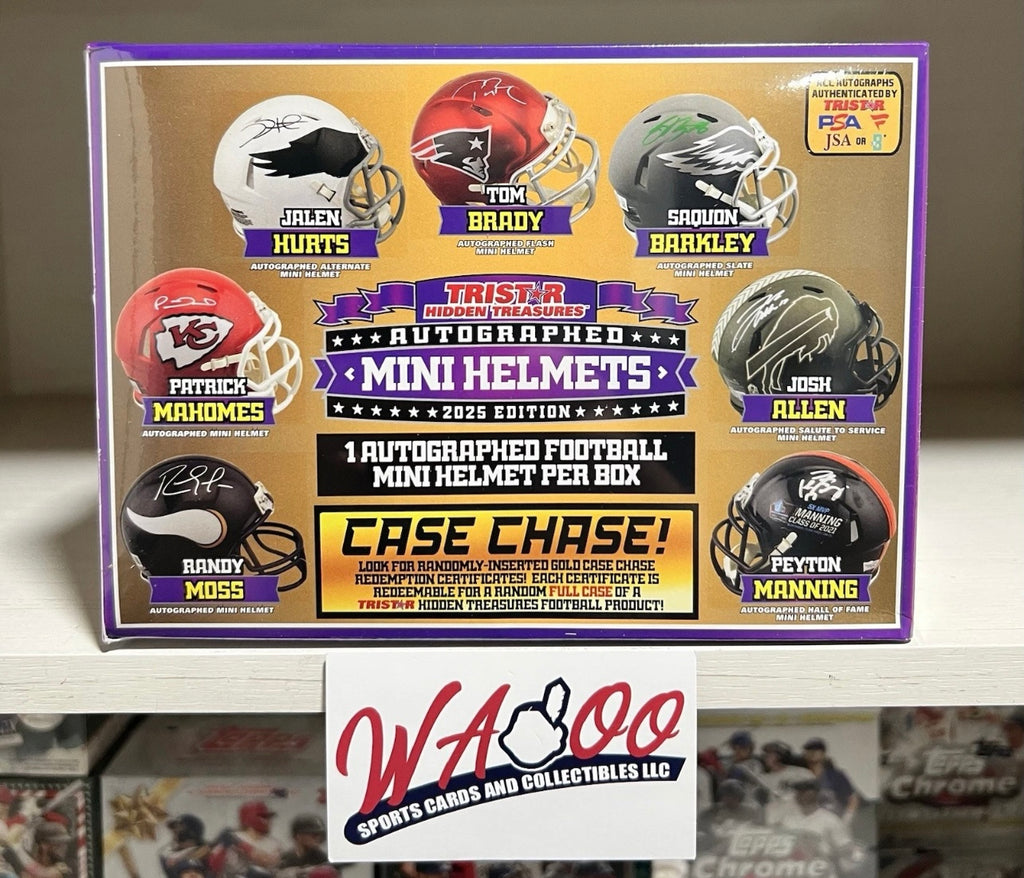 ALL AUTOGRAPHS
AUTHENTICATED BY
TRISTAR
PSA
JSA OR
JALEN
HURTS
AUTOGRAPHED ALTERNATE
MINI HELMET
TOM
BRADY
AUTOGRAPHED FLASH
MINI HELMET
SAQUON
BARKLEY
AUTOGRAPHED SLATE
MINI HELMET
TRISTAR
HIDDEN TREASURES
AUTOGRAPHED
MINI HELMETS
2025 EDITION
PATRICK
MAHOMES
AUTOGRAPHED MINI HELMET
JOSH
ALLEN
AUTOGRAPHED SALUTE TO SERVICE
MINI HELMET
1 AUTOGRAPHED FOOTBALL
MINI HELMET PER BOX
CASE CHASE!
LOOK FOR RANDOMLY-INSERTED GOLD CASE CHASE
REDEMPTION CERTIFICATES! EACH CERTIFICATE IS
REDEEMABLE FOR A RANDOM FULL CASE OF A
TRISTAR HIDDEN TREASURES FOOTBALL PRODUCT!
RANDY
MOSS
AUTOGRAPHED MINI HELMET
MANNING
CLASS OF 2021
PEYTON
MANNING
AUTOGRAPHED HALL OF FAME
MINI HELMET
WAHOO
SPORTS CARDS AND COLLECTIBLES LLC
Topps
Topps
Chrome
Topps
Chrome